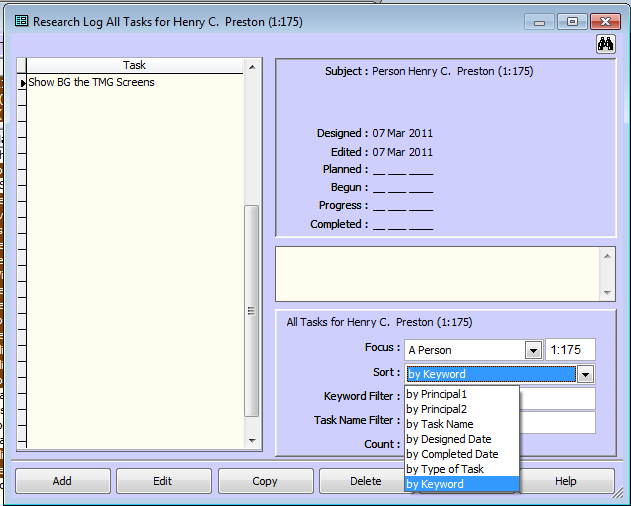 Research Log All Tasks for Henry C. Preston (1:175)
Task
Show BG the TMG Screens
Subject : Person Henry C. Preston (1:175)
Designed : 07 Mar 2011
Edited : 07 Mar 2011
Planned : __ ___ ____
Begun : __ ___ ____
Progress : __ ___ ____
Completed : __ ___ ____
All Tasks for Henry C. Preston (1:175)
Focus : A Person 1:175
Sort : by Keyword
Keyword Filter :
Task Name Filter :
Count :
by Principal1
by Principal2
by Task Name
by Designed Date
by Completed Date
by Type of Task
by Keyword
Add Edit Copy Delete Help